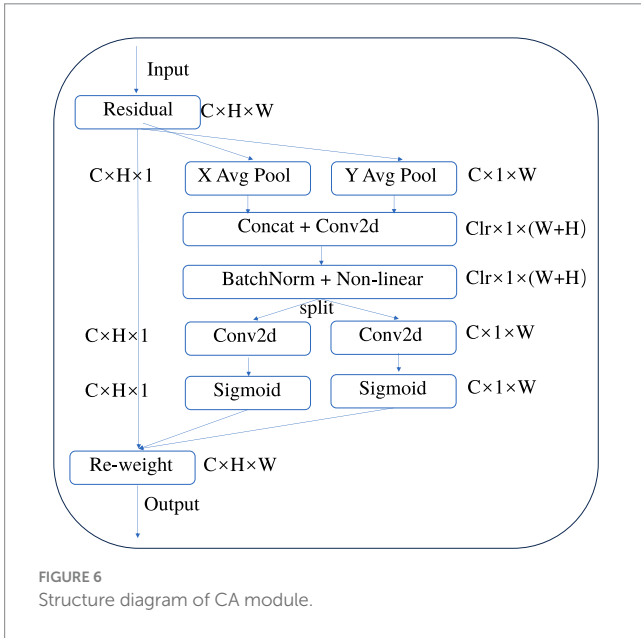 Input
Residual C×H×W
C×H×1 X Avg Pool Y Avg Pool C×1×W
Concat + Conv2d Clr×1×(W+H)
BatchNorm + Non-linear Clr×1×(W+H)
split
C×H×1 Conv2d Conv2d C×1×W
C×H×1 Sigmoid Sigmoid C×1×W
Re-weight C×H×W
Output
FIGURE 6
Structure diagram of CA module.